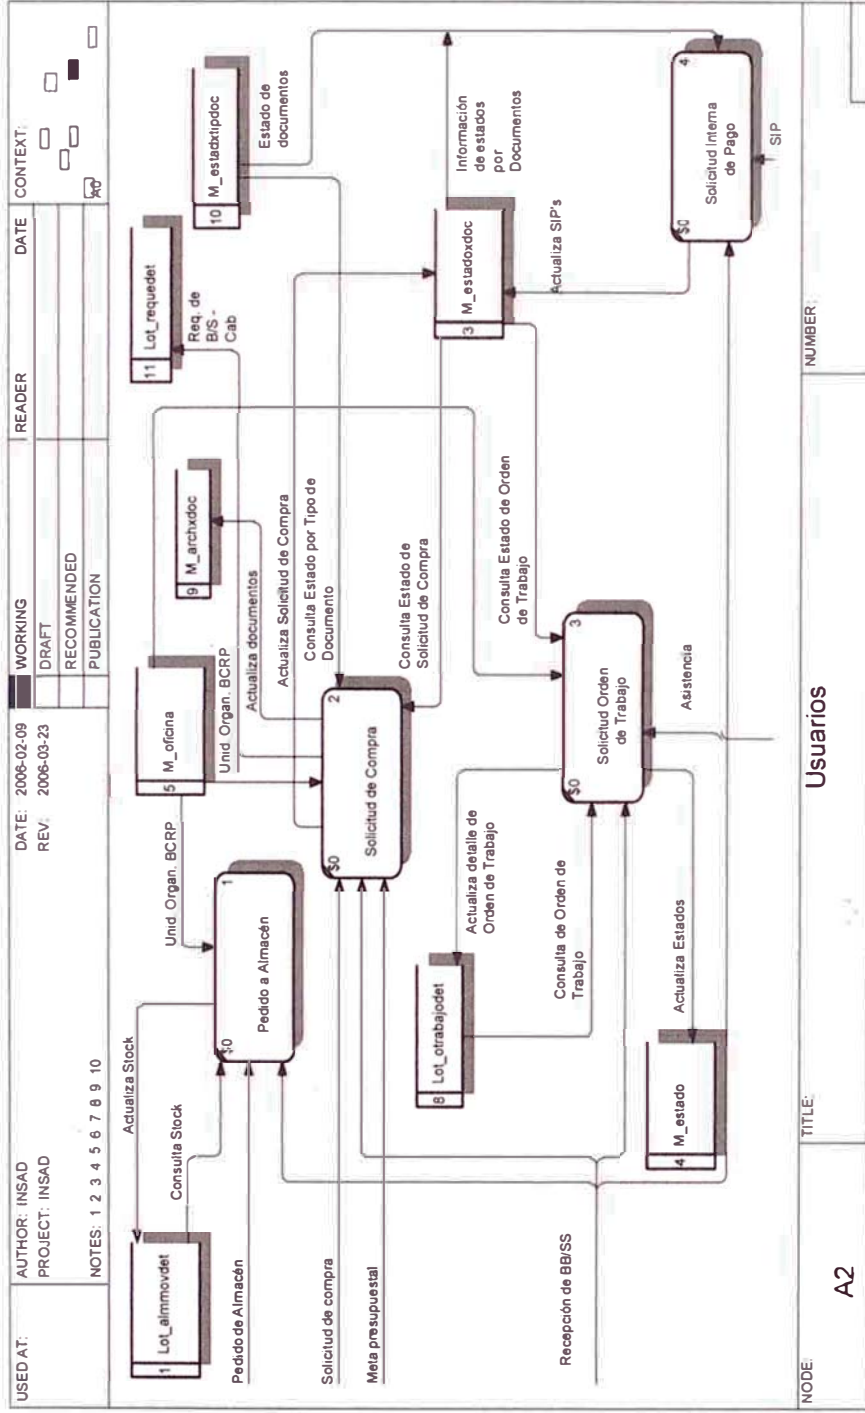 USED AT:
AUTHOR: INSAD
PROJECT: INSAD
NOTES: 1 2 3 4 5 6 7 8 9 10
DATE: 2006-02-09
REV: 2006-03-23
WORKING
DRAFT
RECOMMENDED
PUBLICATION
READER
DATE
CONTEXT:
A0
1 Lot_almmovdet
Actualiza Stock
Consulta Stock
Pedido de Almacén
$0
Pedido a Almacén
1
Unid. Organ. BCRP
5 M_oficina
Unid. Organ. BCRP
9 M_archxdoc
Actualiza documentos
11 Lot_requedet
Req. de
B/S -
Cab
10 M_estadxtipdoc
Estado de
documentos
Solicitud de compra
Meta presupuestal
$0
Solicitud de Compra
2
Actualiza Solicitud de Compra
Consulta Estado por Tipo de
Documento
Consulta Estado de
Solicitud de Compra
3 M_estadoxdoc
Información
de estados
por
Documentos
Actualiza SIP's
$0
Solicitud Interna
de Pago
4
SIP
8 Lot_otrabajodet
Actualiza detalle de
Orden de Trabajo
Consulta de Orden de
Trabajo
Consulta Estado de Orden
de Trabajo
$0
Solicitud Orden
de Trabajo
3
Asistencia
Recepción de BB/SS
Actualiza Estados
4 M_estado
NODE:
A2
TITLE:
Usuarios
NUMBER: